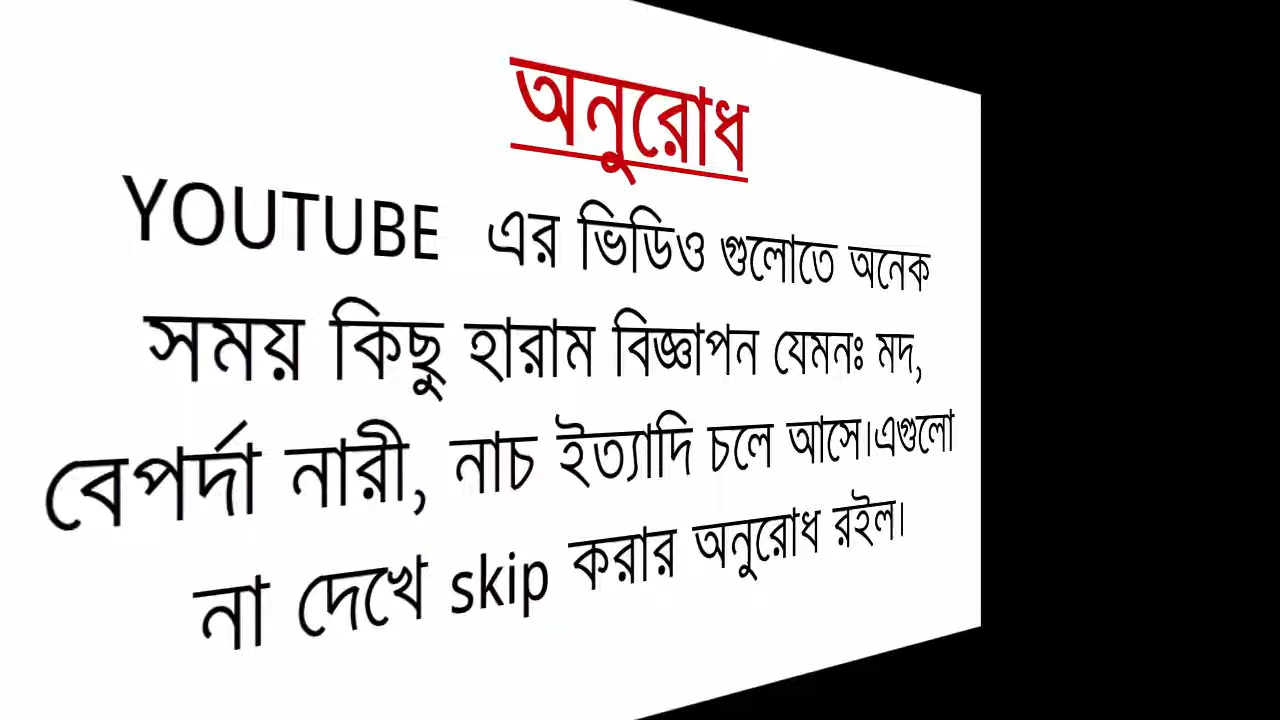 অনুরোধ
YOUTUBE এর ভিডিও গুলোতে অনেক
সময় কিছু হারাম বিজ্ঞাপন যেমনঃ মদ,
বেপর্দা নারী, নাচ ইত্যাদি চলে আসে।এগুলো
না দেখে skip করার অনুরোধ রইল।